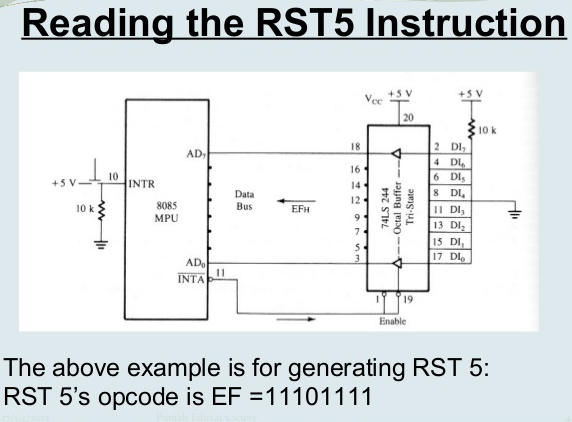 Reading the RST5 Instruction
+5 V
Vcc
+5 V
20
10 k
18
2 DI7
AD7
16
4 DI6
14
6 DI5
+5 V
10
INTR
Data
Bus
EFH
12
8 DI4
8085
MPU
10 k
9
11 DI3
7
13 DI2
5
15 DI1
AD0
3
17 DI0
74LS 244
Octal Buffer
Tri-State
INTA
11
1
19
Enable
The above example is for generating RST 5:
RST 5's opcode is EF =11101111